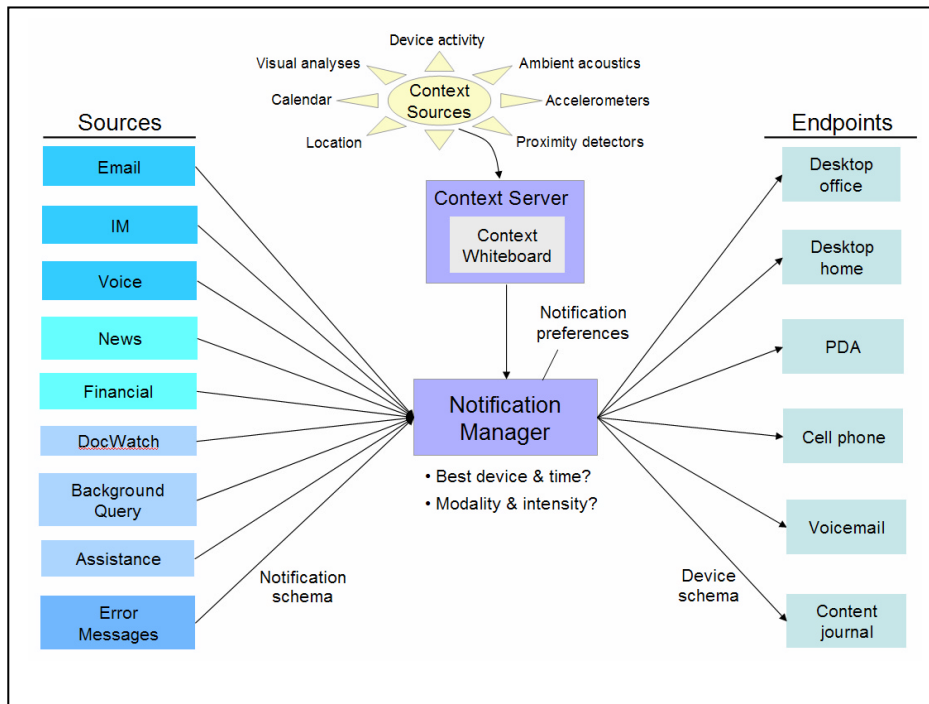 Device activity
Visual analyses
Ambient acoustics
Calendar
Context
Sources
Accelerometers
Location
Proximity detectors
Sources
Endpoints
Email
IM
Voice
News
Financial
DocWatch
Background
Query
Assistance
Error
Messages
Notification
schema
Context Server
Context
Whiteboard
Notification
preferences
Notification
Manager
• Best device & time?
• Modality & intensity?
Device
schema
Desktop
office
Desktop
home
PDA
Cell phone
Voicemail
Content
journal